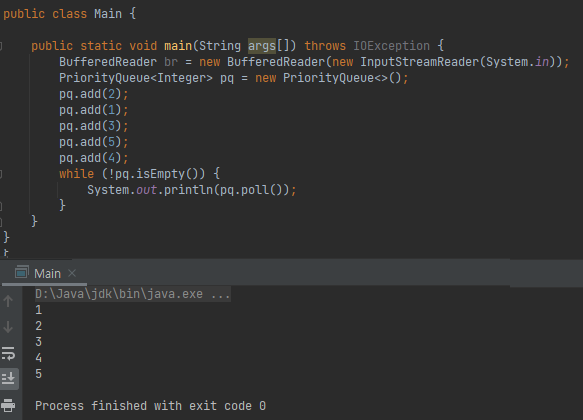 public class Main {
public static void main(String args[]) throws IOException {
BufferedReader br = new BufferedReader(new InputStreamReader(System.in));
PriorityQueue<Integer> pq = new PriorityQueue<>();
pq.add(2);
pq.add(1);
pq.add(3);
pq.add(5);
pq.add(4);
while (!pq.isEmpty()) {
System.out.println(pq.poll());
}
}
}
Main ×
D:\Java\jdk\bin\java.exe ...
1
2
3
4
5
Process finished with exit code 0